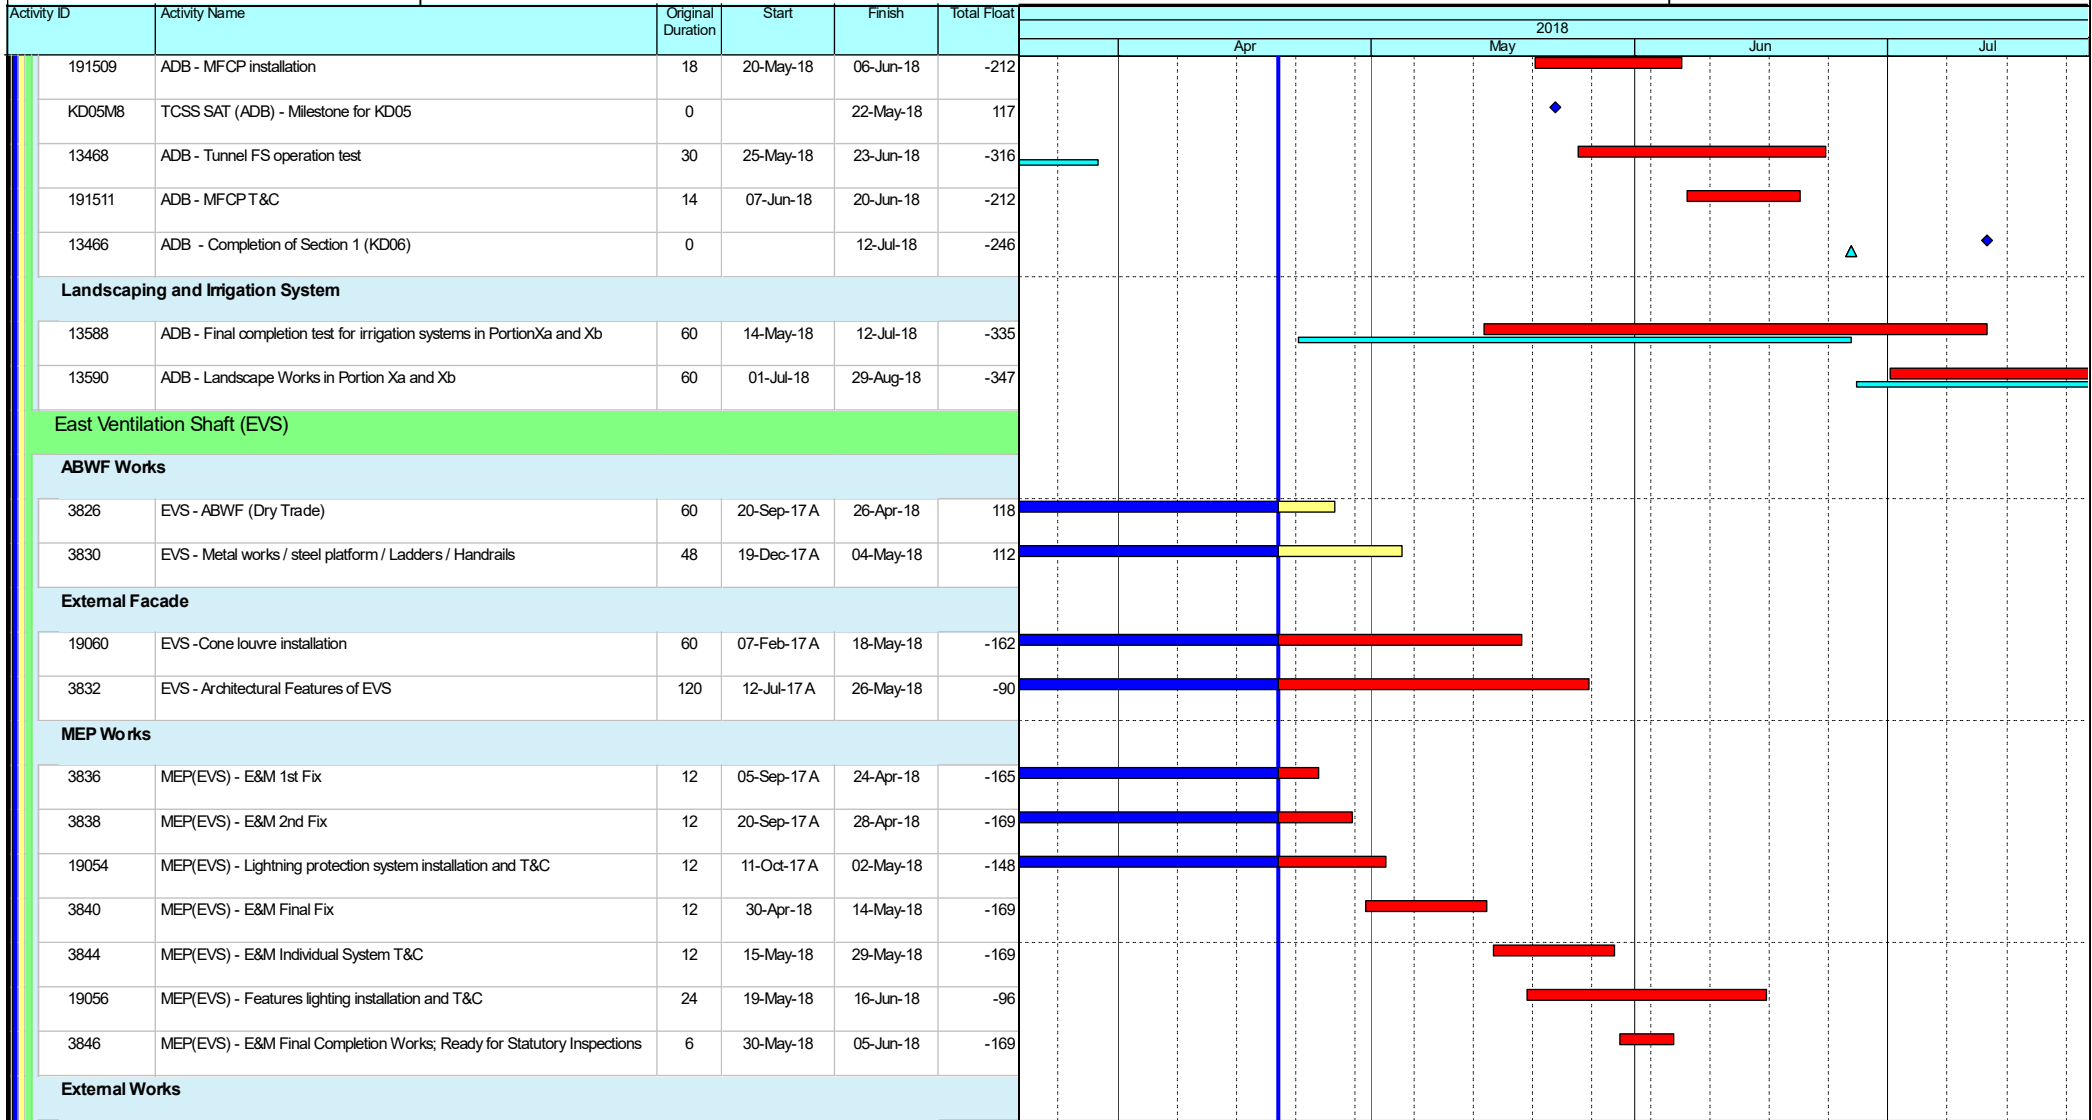 Activity ID Activity Name Original Duration Start Finish Total Float
2018
Apr May Jun Jul
191509 ADB - MFCP installation 18 20-May-18 06-Jun-18 -212
KD05M8 TCSS SAT (ADB) - Milestone for KD05 0 22-May-18 117
13468 ADB - Tunnel FS operation test 30 25-May-18 23-Jun-18 -316
191511 ADB - MFCP T&C 14 07-Jun-18 20-Jun-18 -212
13466 ADB - Completion of Section 1 (KD06) 0 12-Jul-18 -246
Landscaping and Irrigation System
13588 ADB - Final completion test for irrigation systems in PortionXa and Xb 60 14-May-18 12-Jul-18 -335
13590 ADB - Landscape Works in Portion Xa and Xb 60 01-Jul-18 29-Aug-18 -347
East Ventilation Shaft (EVS)
ABWF Works
3826 EVS - ABWF (Dry Trade) 60 20-Sep-17 A 26-Apr-18 118
3830 EVS - Metal works / steel platform / Ladders / Handrails 48 19-Dec-17 A 04-May-18 112
External Facade
19060 EVS -Cone louvre installation 60 07-Feb-17 A 18-May-18 -162
3832 EVS - Architectural Features of EVS 120 12-Jul-17 A 26-May-18 -90
MEP Works
3836 MEP(EVS) - E&M 1st Fix 12 05-Sep-17 A 24-Apr-18 -165
3838 MEP(EVS) - E&M 2nd Fix 12 20-Sep-17 A 28-Apr-18 -169
19054 MEP(EVS) - Lightning protection system installation and T&C 12 11-Oct-17 A 02-May-18 -148
3840 MEP(EVS) - E&M Final Fix 12 30-Apr-18 14-May-18 -169
3844 MEP(EVS) - E&M Individual System T&C 12 15-May-18 29-May-18 -169
19056 MEP(EVS) - Features lighting installation and T&C 24 19-May-18 16-Jun-18 -96
3846 MEP(EVS) - E&M Final Completion Works; Ready for Statutory Inspections 6 30-May-18 05-Jun-18 -169
External Works